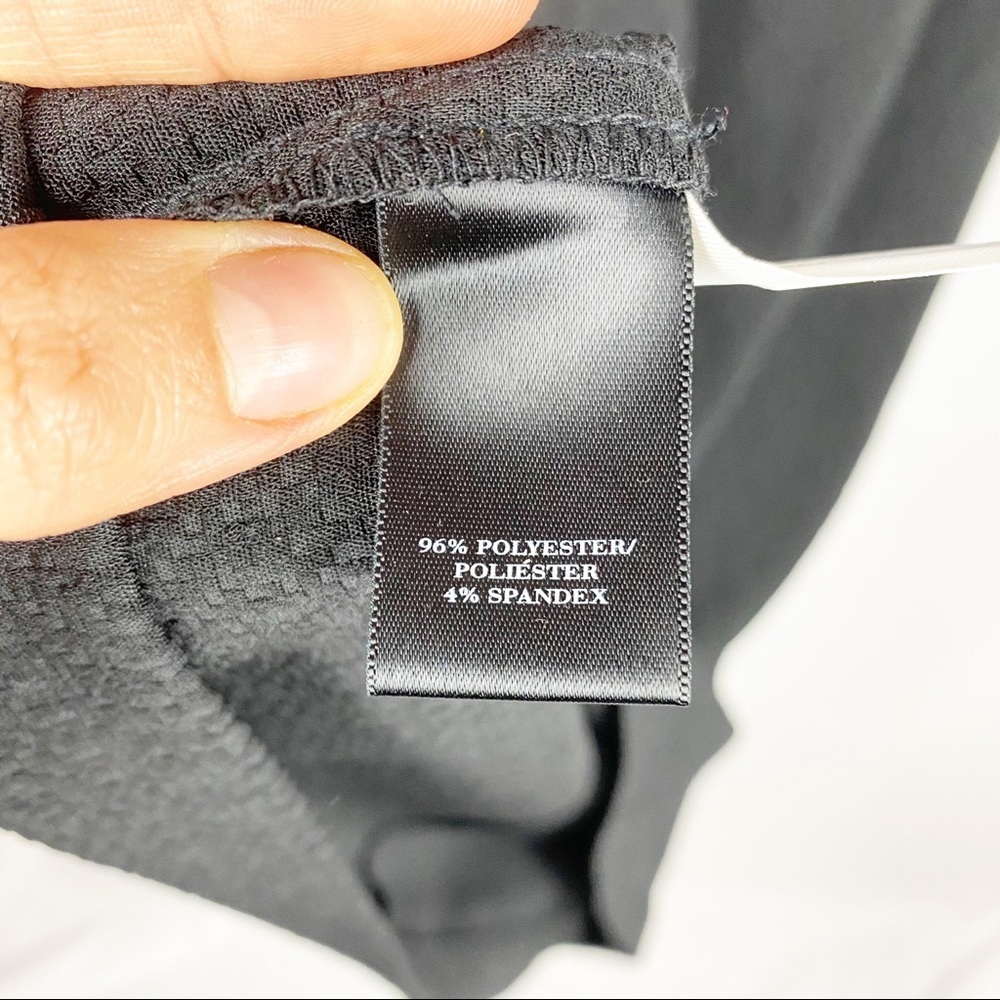 96% POLYESTER/
POLIÉSTER
4% SPANDEX